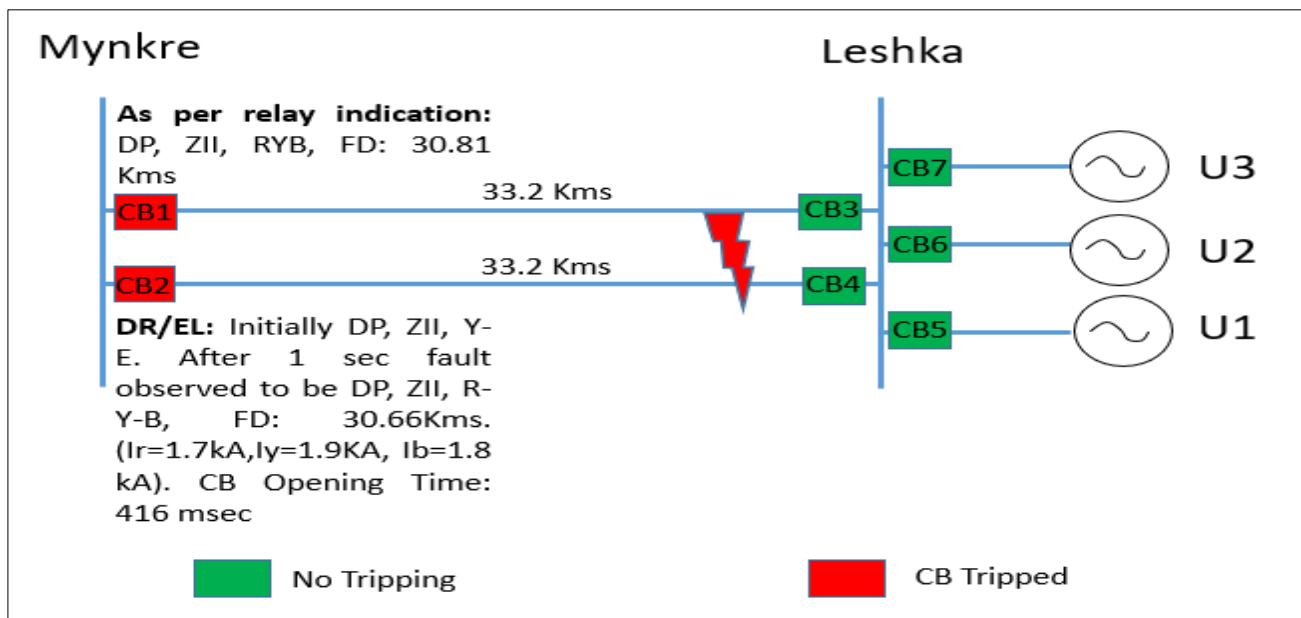 Mynkre
Leshka
As per relay indication:
DP, ZII, RYB, FD: 30.81
Kms
33.2 Kms
CB1
CB3
CB7
U3
33.2 Kms
CB2
CB4
CB6
U2
CB5
U1
DR/EL: Initially DP, ZII, Y-
E. After 1 sec fault
observed to be DP, ZII, R-
Y-B, FD: 30.66Kms.
(Ir=1.7kA,Iy=1.9KA, Ib=1.8
kA). CB Opening Time:
416 msec
No Tripping
CB Tripped